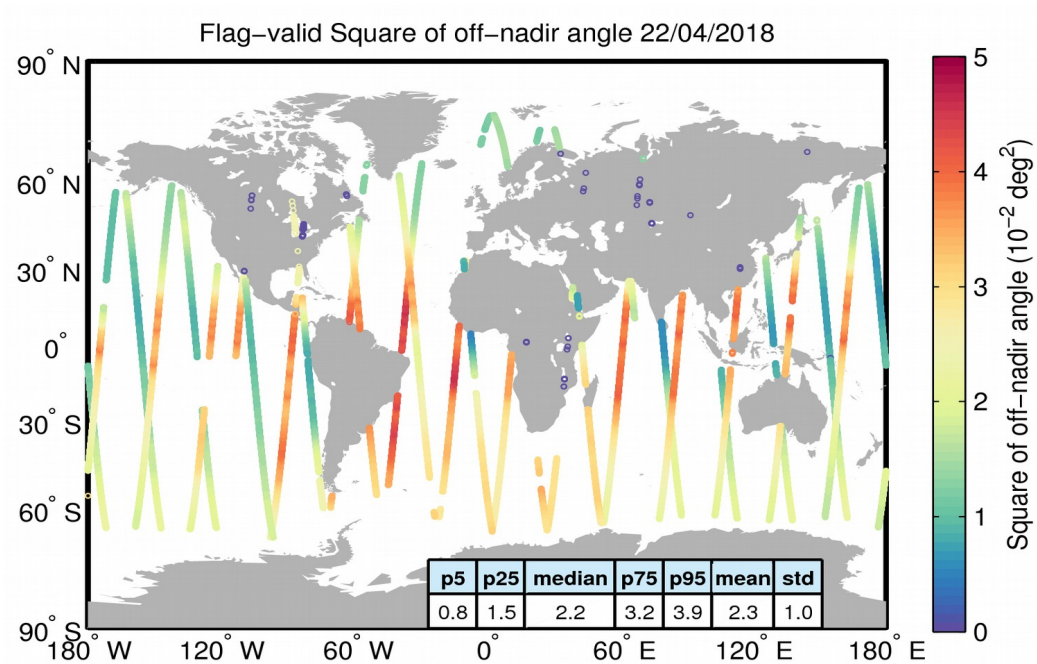 Flag−valid Square of off−nadir angle 22/04/2018
90° N
60° N
30° N
0°
30° S
60° S
90° S
180° W
120° W
60° W
0°
60° E
120° E
180° E
5
4
3
2
1
0
Square of off−nadir angle (10⁻² deg²)
p5 p25 median p75 p95 mean std
0.8 1.5 2.2 3.2 3.9 2.3 1.0